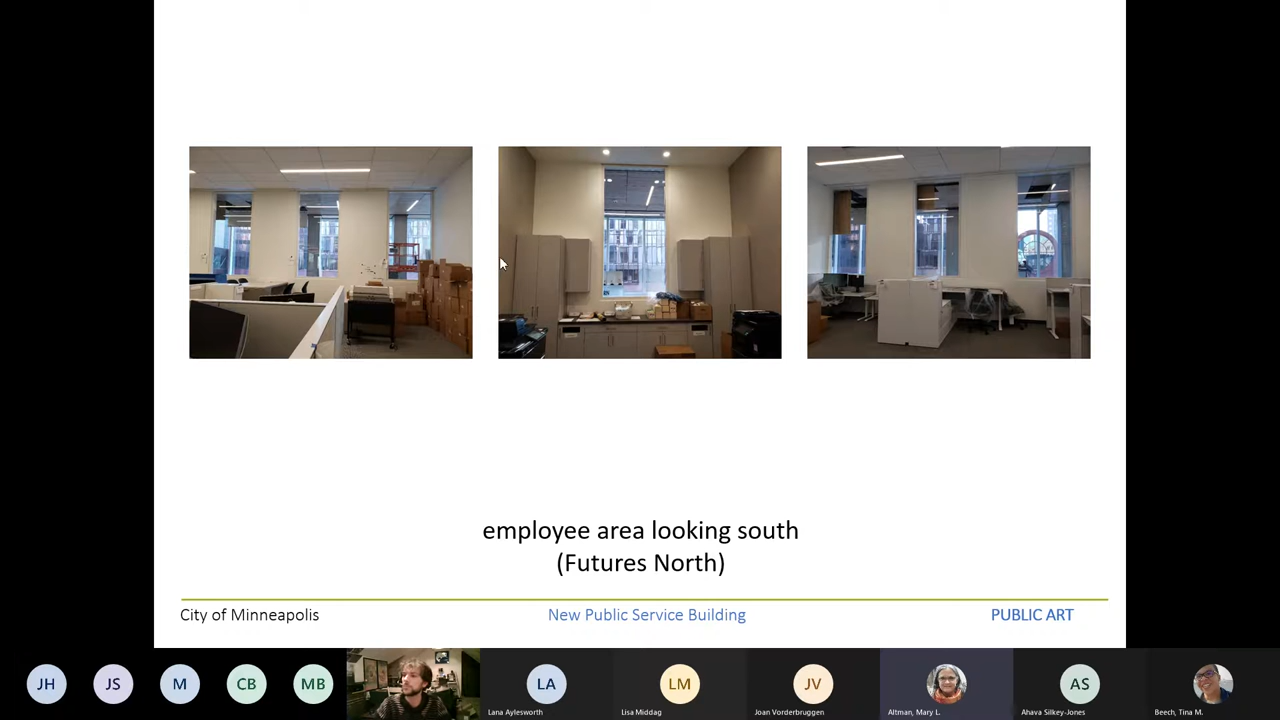 employee area looking south
(Futures North)
City of Minneapolis
New Public Service Building
PUBLIC ART
JH
JS
M
CB
MB
LA
Lana Aylesworth
LM
Lisa Middag
JV
Joan Vorderbruggen
Altman, Mary L.
AS
Ahava Silkey-Jones
Beech, Tina M.